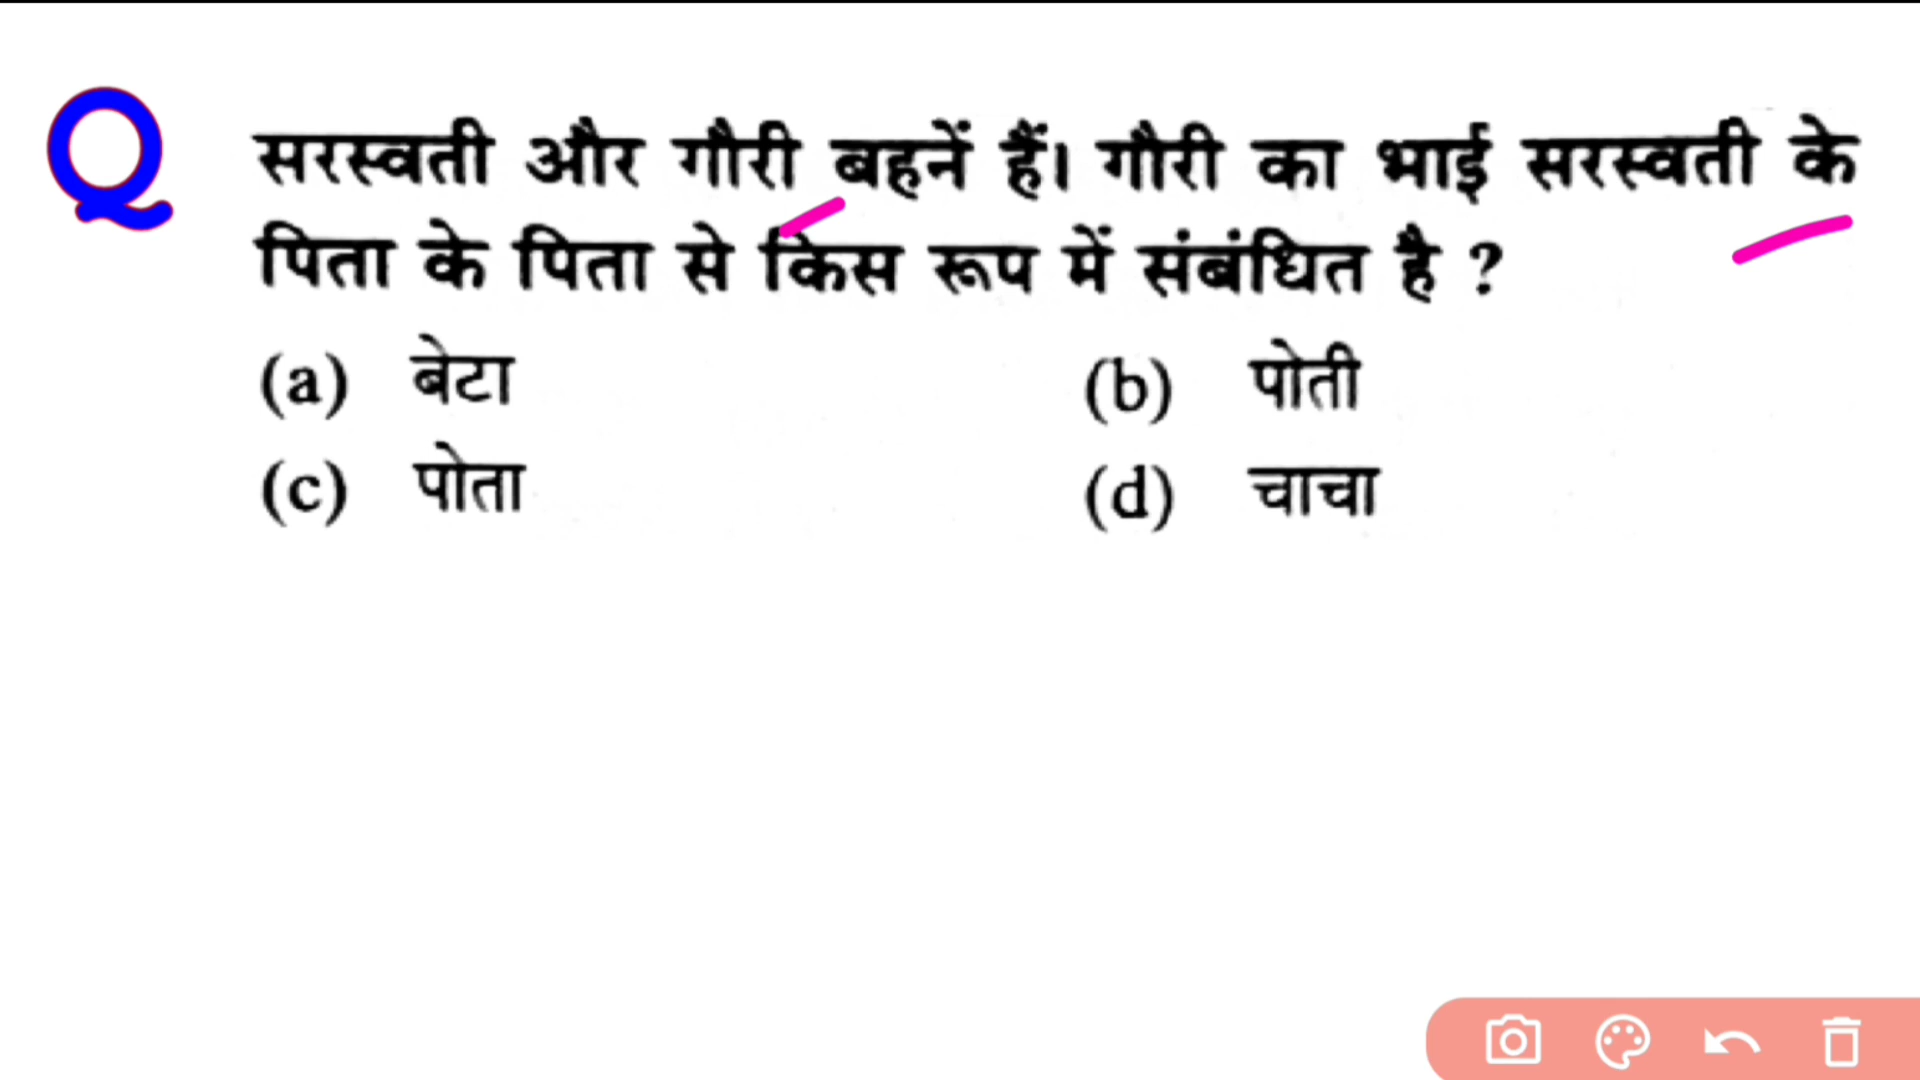 Q सरस्वती और गौरी बहनें हैं। गौरी का भाई सरस्वती के
पिता के पिता से किस रूप में संबंधित है ?
(a) बेटा (b) पोती
(c) पोता (d) चाचा